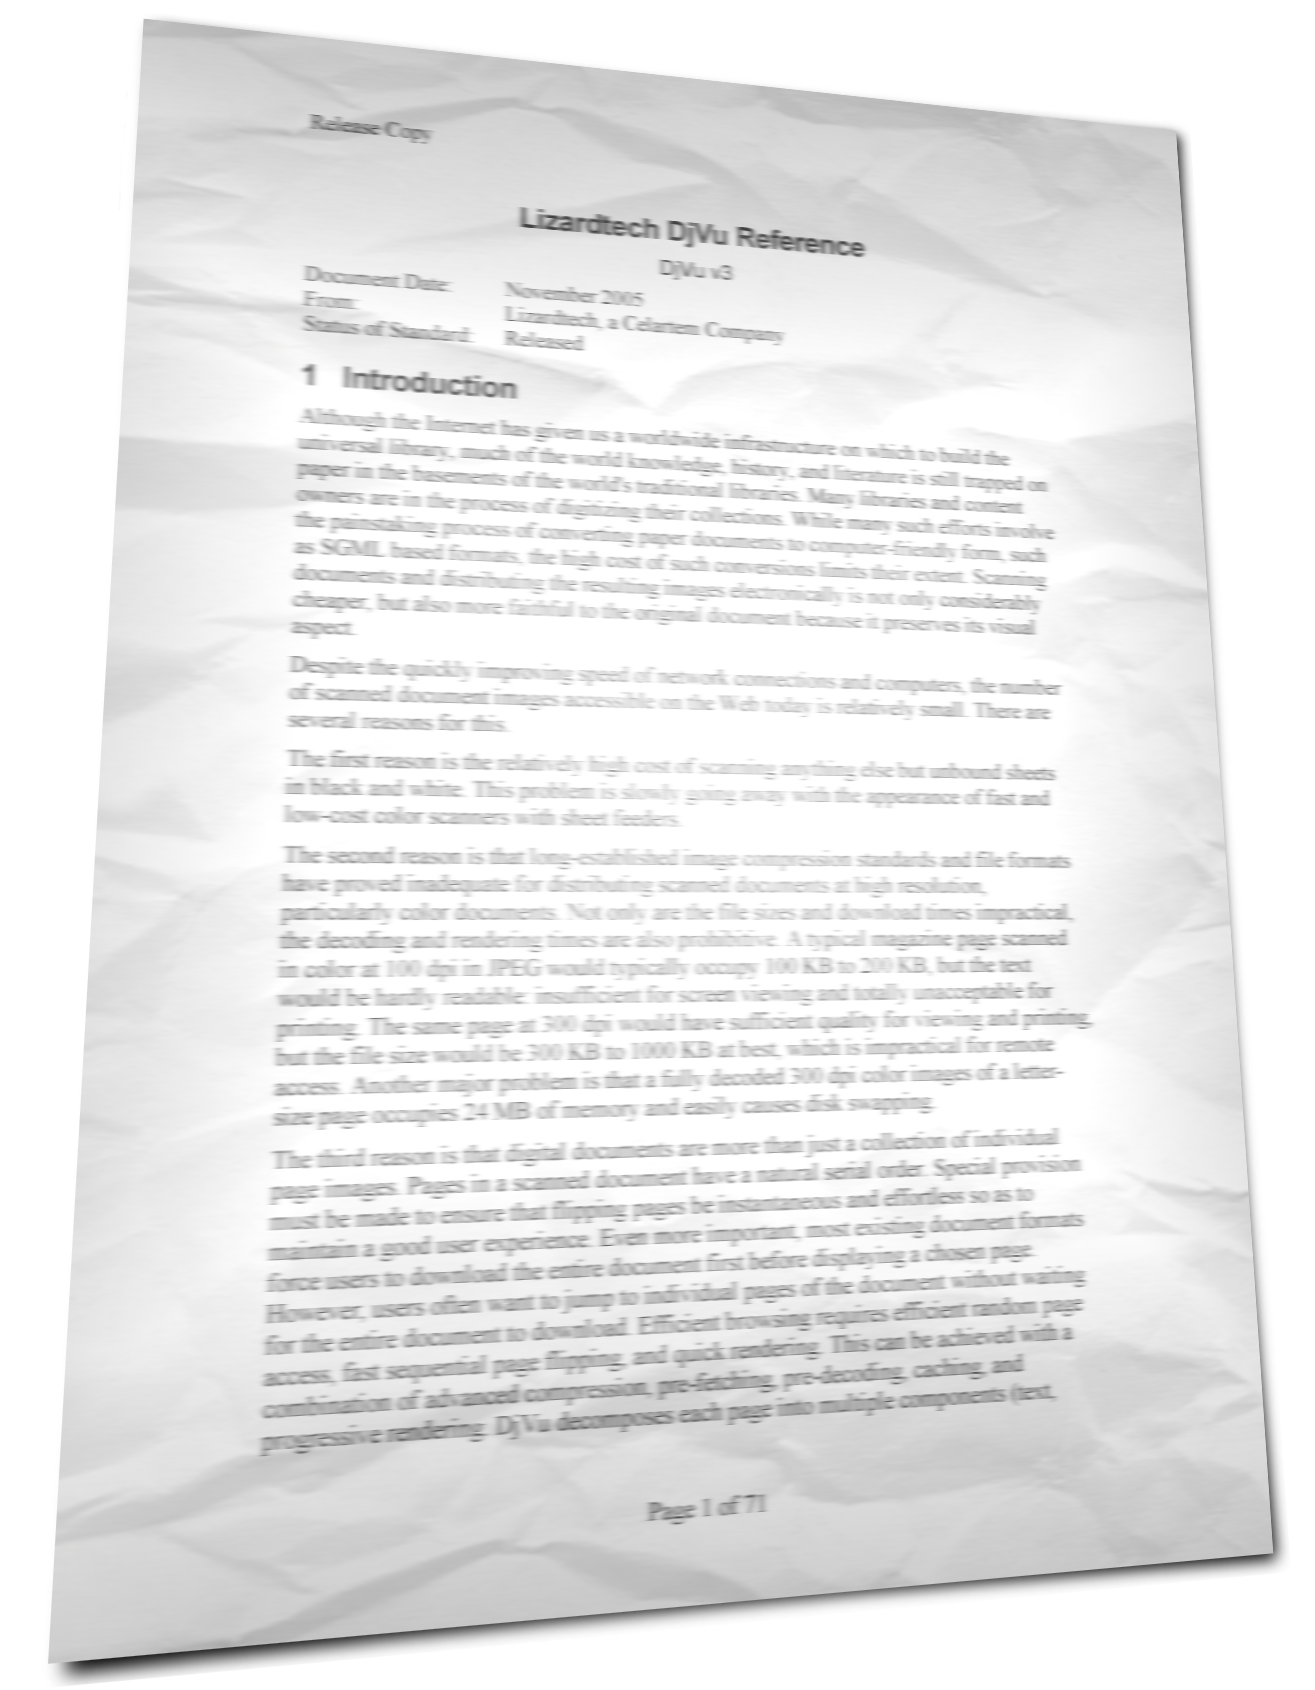 Release Copy
Lizardtech DjVu Reference
DjVu v3
Document Date: November 2005
From: Lizardtech, a Celartem Company
Status of Standard: Released
1 Introduction
Although the Internet has given us a worldwide infrastructure on which to build the
universal library, much of the world knowledge, history, and literature is still trapped on
paper in the basements of the world's traditional libraries. Many libraries and content
owners are in the process of digitizing their collections. While many such efforts involve
the painstaking process of converting paper documents to computer-friendly form, such
as SGML based formats, the high cost of such conversions limits their extent. Scanning
documents and distributing the resulting images electronically is not only considerably
cheaper, but also more faithful to the original document because it preserves its visual
aspect.
Despite the quickly improving speed of network connections and computers, the number
of scanned document images accessible on the Web today is relatively small. There are
several reasons for this.
The first reason is the relatively high cost of scanning anything else but unbound sheets
in black and white. This problem is slowly going away with the appearance of fast and
low-cost color scanners with sheet feeders.
The second reason is that long-established image compression standards and file formats
have proved inadequate for distributing scanned documents at high resolution,
particularly color documents. Not only are the file sizes and download times impractical,
the decoding and rendering times are also prohibitive. A typical magazine page scanned
in color at 100 dpi in JPEG would typically occupy 100 KB to 200 KB, but the text
would be hardly readable: insufficient for screen viewing and totally unacceptable for
printing. The same page at 300 dpi would have sufficient quality for viewing and printing,
but the file size would be 300 KB to 1000 KB at best, which is impractical for remote
access. Another major problem is that a fully decoded 300 dpi color images of a letter-
size page occupies 24 MB of memory and easily causes disk swapping.
The third reason is that digital documents are more than just a collection of individual
page images. Pages in a scanned document have a natural serial order. Special provision
must be made to ensure that flipping pages be instantaneous and effortless so as to
maintain a good user experience. Even more important, most existing document formats
force users to download the entire document first before displaying a chosen page.
However, users often want to jump to individual pages of the document without waiting
for the entire document to download. Efficient browsing requires efficient random page
access, fast sequential page flipping, and quick rendering. This can be achieved with a
combination of advanced compression, pre-fetching, pre-decoding, caching, and
progressive rendering. DjVu decomposes each page into multiple components (text,
Page 1 of 71